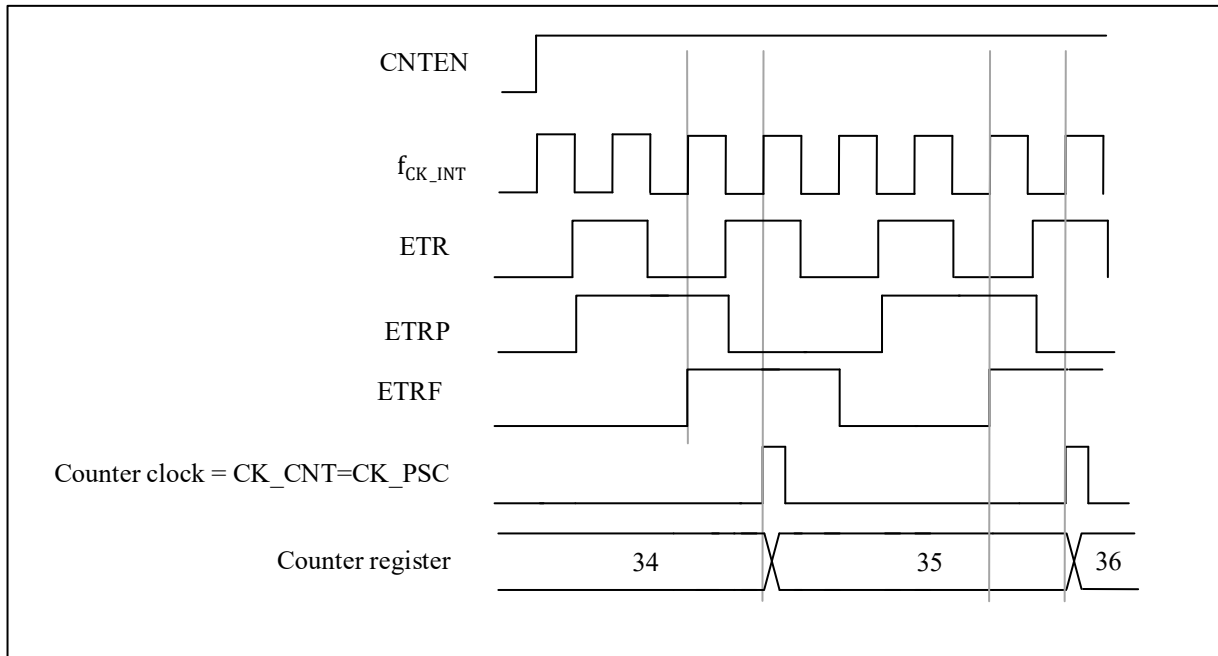 CNTEN
fCK_INT
ETR
ETRP
ETRF
Counter clock = CK_CNT=CK_PSC
Counter register
34
35
36